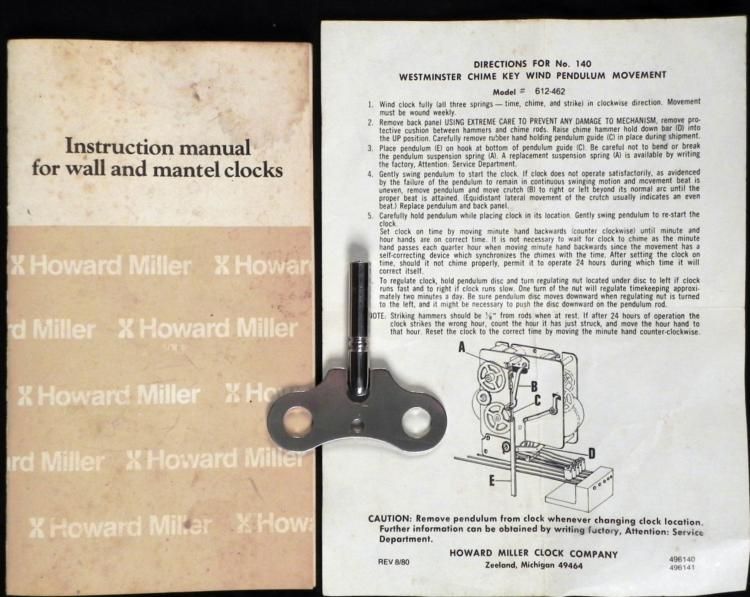 Instruction manual
for wall and mantel clocks
X Howard Miller X Howard Miller
d Miller X Howard Miller
X Howard Miller X Ho
rd Miller X Howard Miller
X Howard Miller X Howa
DIRECTIONS FOR No. 140
WESTMINSTER CHIME KEY WIND PENDULUM MOVEMENT
Model # 612-462
1. Wind clock fully (all three springs — time, chime, and strike) in clockwise direction. Movement
must be wound weekly.
2. Remove back panel USING EXTREME CARE TO PREVENT ANY DAMAGE TO MECHANISM, remove pro-
tective cushion between hammers and chime rods. Raise chime hammer hold down bar (D) into
the UP position. Carefully remove rubber band holding pendulum guide (C) in place during shipment.
3. Place pendulum (E) on hook at bottom of pendulum guide (C). Be careful not to bend or break
the pendulum suspension spring (A). A replacement suspension spring (A) is available by writing
the factory, Attention: Service Department.
4. Gently swing pendulum to start the clock. If clock does not operate satisfactorily, as evidenced
by the failure of the pendulum to remain in continuous swinging motion and movement beat is
uneven, remove pendulum and move crutch (B) to right or left beyond its normal arc until the
proper beat is attained. (Equidistant lateral movement of the crutch usually indicates an even
beat.) Replace pendulum and back panel.
5. Carefully hold pendulum while placing clock in its location. Gently swing pendulum to re-start the
clock.
Set clock on time by moving minute hand backwards (counter clockwise) until minute and
hour hands are on correct time. It is not necessary to wait for clock to chime as the minute
hand passes each quarter hour when moving minute hand backwards since the movement has a
self-correcting device which synchronizes the chimes with the time. After setting the clock on
time, should it not chime properly, permit it to operate 24 hours during which time it will
correct itself.
To regulate clock, hold pendulum disc and turn regulating nut located under disc to left if clock
runs fast and to right if clock runs slow. One turn of the nut will regulate timekeeping approxi-
mately two minutes a day. Be sure pendulum disc moves downward when regulating nut is turned
to the left, and it might be necessary to push the disc downward on the pendulum rod.
NOTE: Striking hammers should be ⅛" from rods when at rest. If after 24 hours of operation the
clock strikes the wrong hour, count the hour it has just struck, and move the hour hand to
that hour. Reset the clock to the correct time by moving the minute hand counter-clockwise.
A
B
C
D
E
CAUTION: Remove pendulum from clock whenever changing clock location.
Further information can be obtained by writing factory, Attention: Service
Department.
HOWARD MILLER CLOCK COMPANY
REV 8/80 Zeeland, Michigan 49464 496140
496141